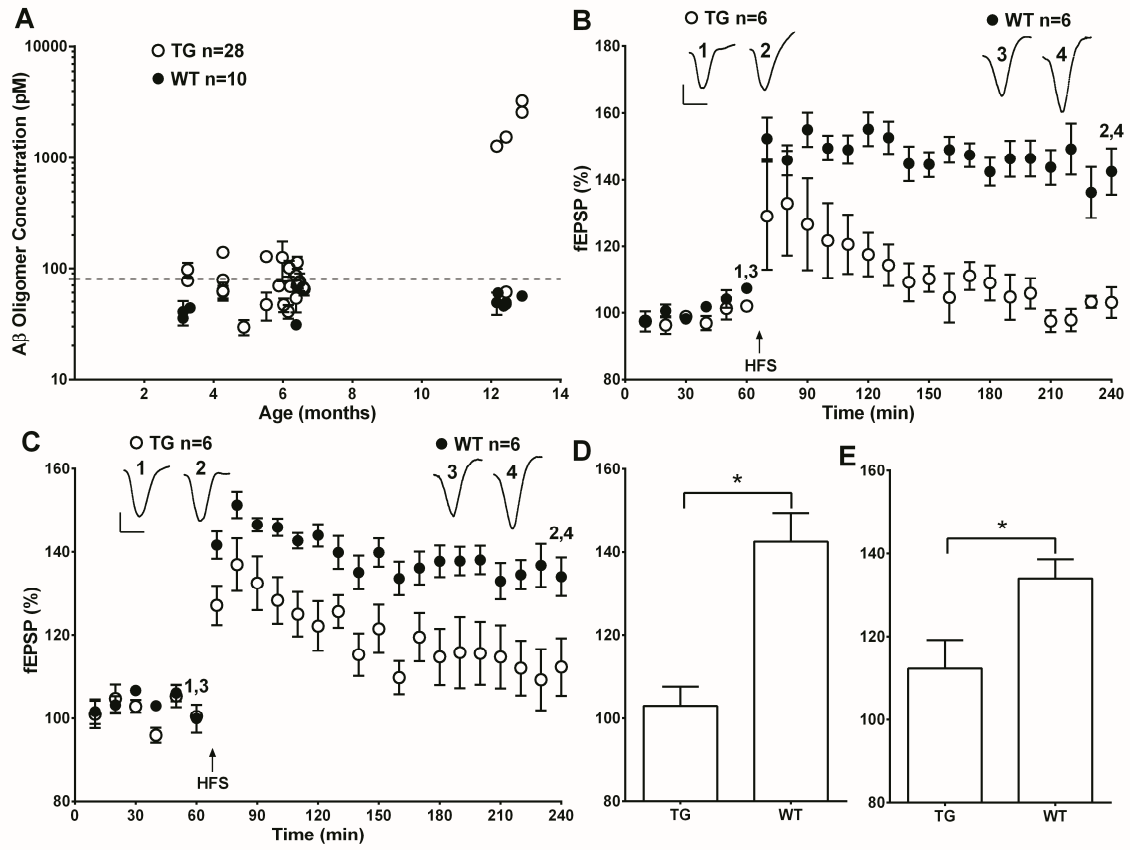 A
TG n=28
WT n=10
Aβ Oligomer Concentration (pM)
10000
1000
100
10
2 4 6 8 10 12 14
Age (months)
B
TG n=6
WT n=6
1 2 3 4
fEPSP (%)
180
160
140
120
100
80
1,3
2,4
HFS
0 30 60 90 120 150 180 210 240
Time (min)
C
TG n=6
WT n=6
1 2 3 4
fEPSP (%)
160
140
120
100
80
1,3
2,4
HFS
0 30 60 90 120 150 180 210 240
Time (min)
D
160
140
120
100
80
*
TG WT
E
160
140
120
100
80
*
TG WT